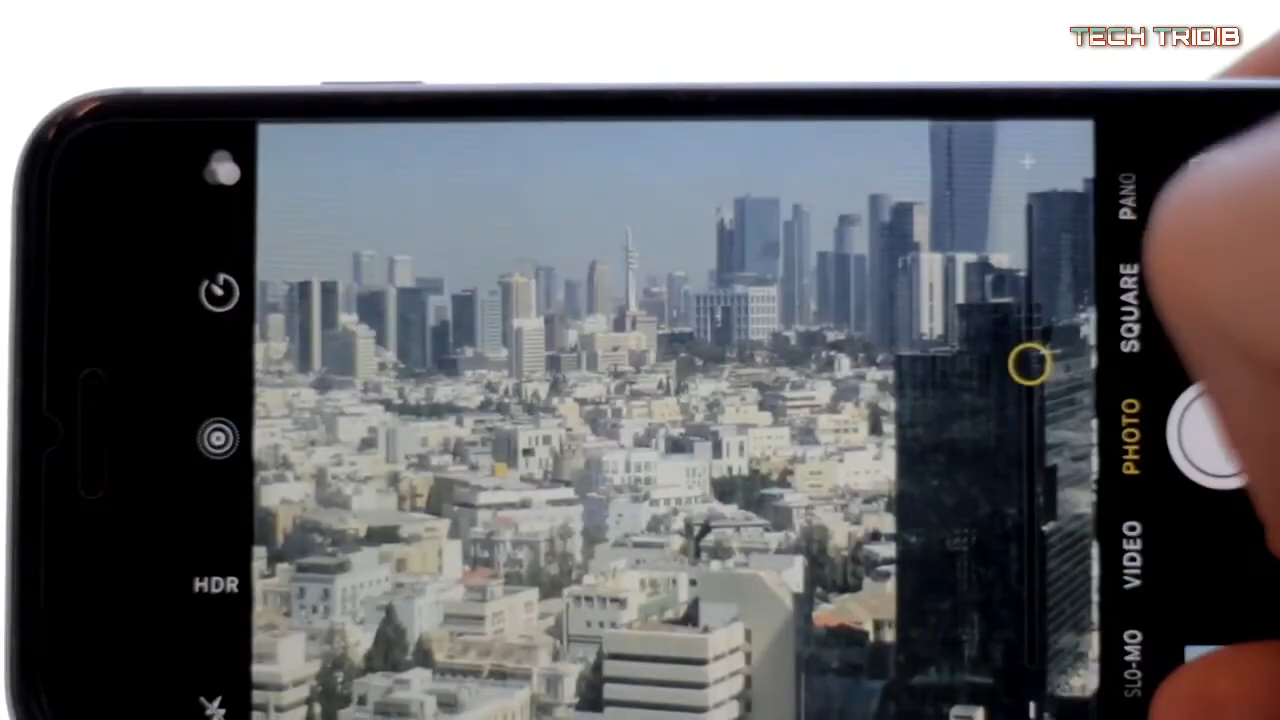 TECH TRIDIB
PANO
SQUARE
PHOTO
VIDEO
SLO-MO
HDR